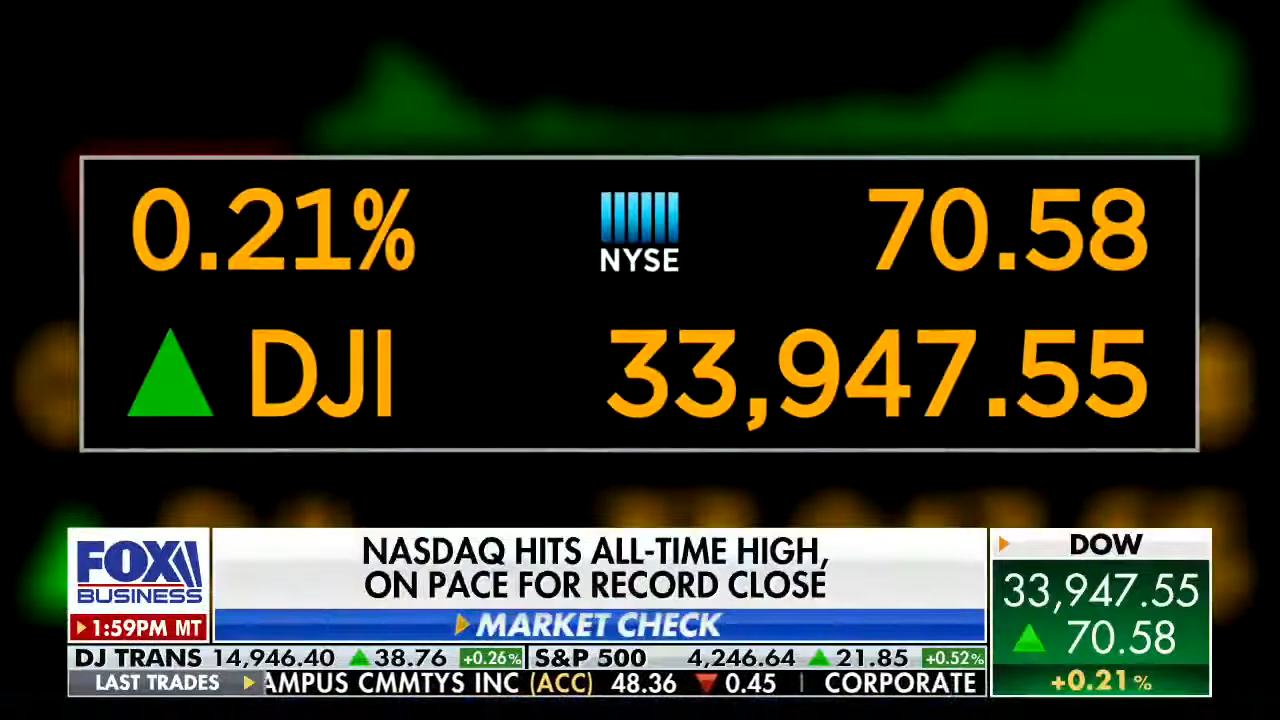 0.21% NYSE 70.58
DJI 33,947.55
FOX BUSINESS
1:59PM MT
NASDAQ HITS ALL-TIME HIGH,
ON PACE FOR RECORD CLOSE
MARKET CHECK
DOW
33,947.55
70.58
+0.21%
DJ TRANS 14,946.40 38.76 +0.26% S&P 500 4,246.64 21.85 +0.52%
LAST TRADES AMPUS CMMTYS INC (ACC) 48.36 0.45 | CORPORATE